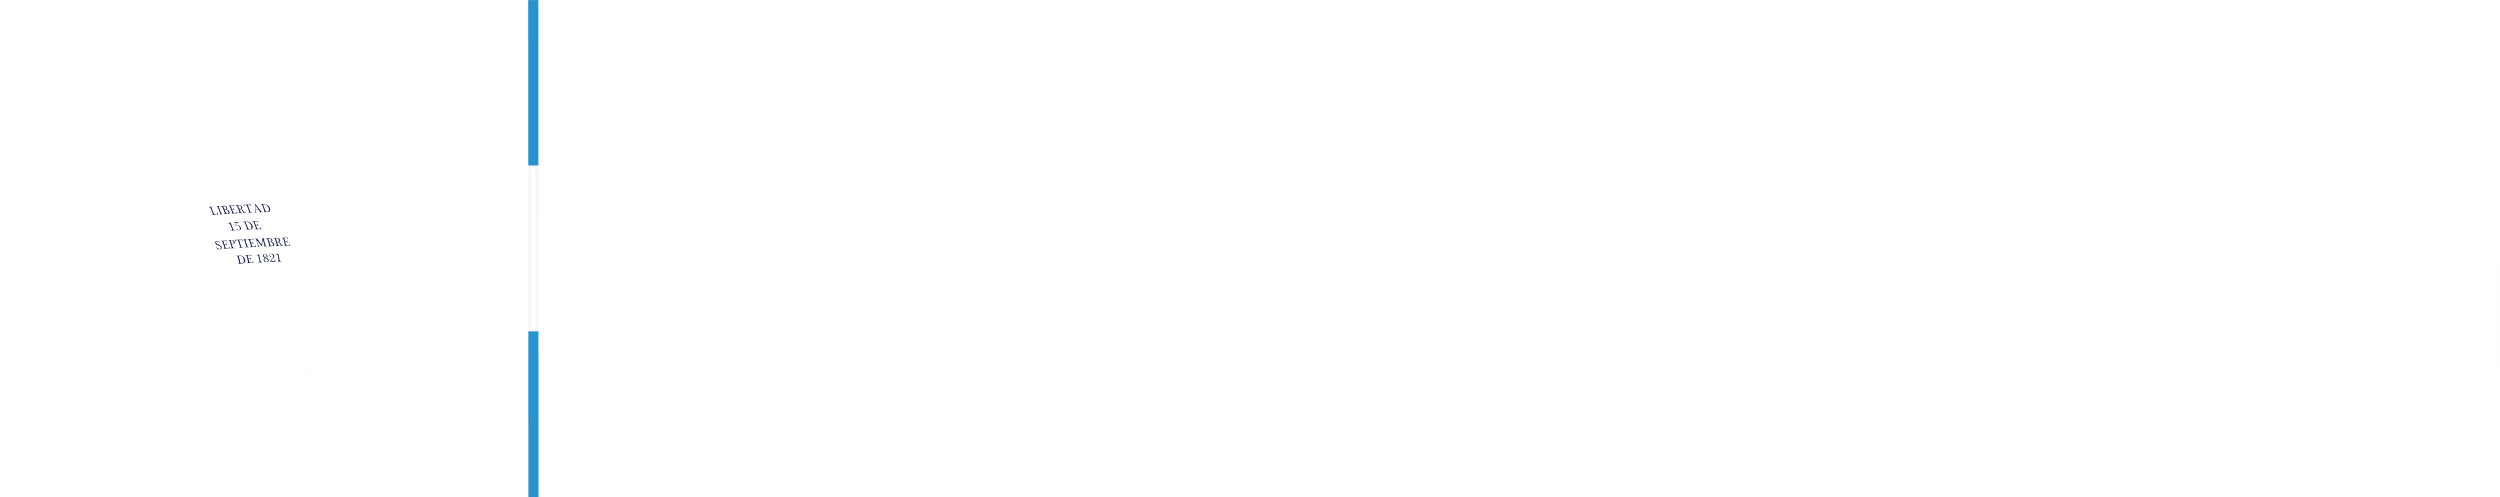 LIBERTAD
15 DE
SEPTIEMBRE
DE 1821